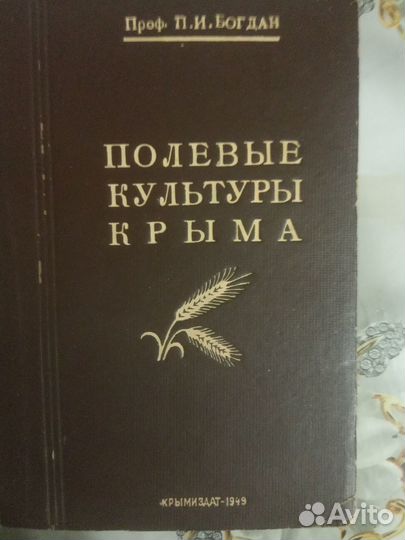 Проф. П.И. БОГДАН
ПОЛЕВЫЕ
КУЛЬТУРЫ
КРЫМА
КРЫМИЗДАТ-1949
Avito